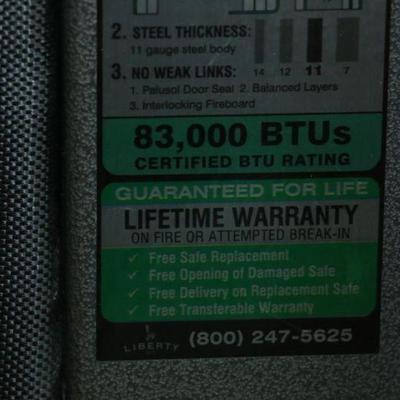 2. STEEL THICKNESS:
11 gauge steel body
3. NO WEAK LINKS: 14 12 11 7
1. Palusol Door Seal 2. Balanced Layers
3. Interlocking Fireboard
83,000 BTUs
CERTIFIED BTU RATING
GUARANTEED FOR LIFE
LIFETIME WARRANTY
ON FIRE OR ATTEMPTED BREAK-IN
✓ Free Safe Replacement
✓ Free Opening of Damaged Safe
✓ Free Delivery on Replacement Safe
✓ Free Transferable Warranty
LIBERTY (800) 247-5625